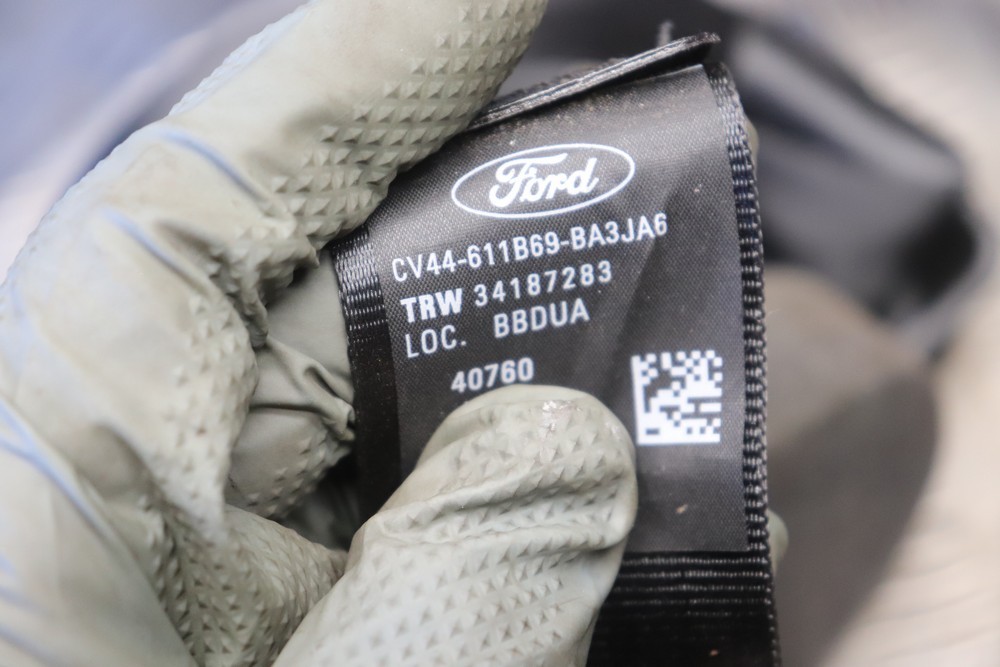 Ford
CV44-611B69-BA3JA6
TRW 34187283
LOC. BBDUA
40760